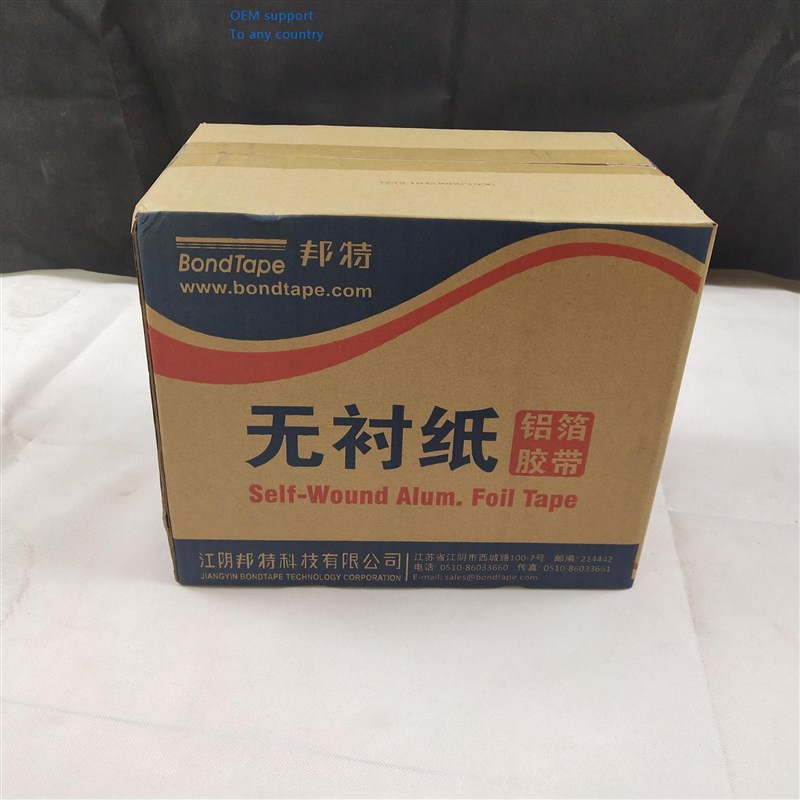 OEM support
To any country
BondTape 邦特
www.bondtape.com
无衬纸 铝箔
胶带
Self-Wound Alum. Foil Tape
江阴邦特科技有限公司
JIANGYIN BONDTAPE TECHNOLOGY CORPORATION
江苏省江阴市西城路100-7号 邮编:214442
电话:0510-86033660 传真:0510-86033661
E-mail: sales@bondtape.com